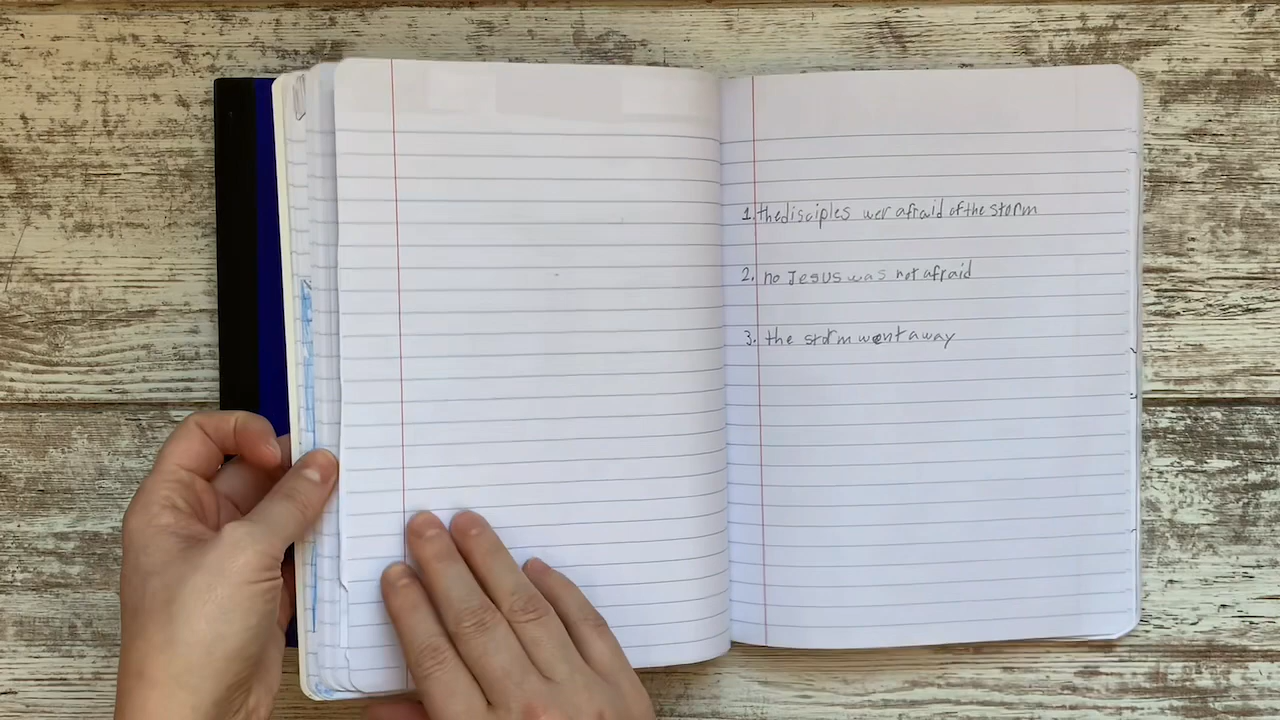 1. the disciples wer afraid of the storm
2. no Jesus was not afraid
3. the storm went away